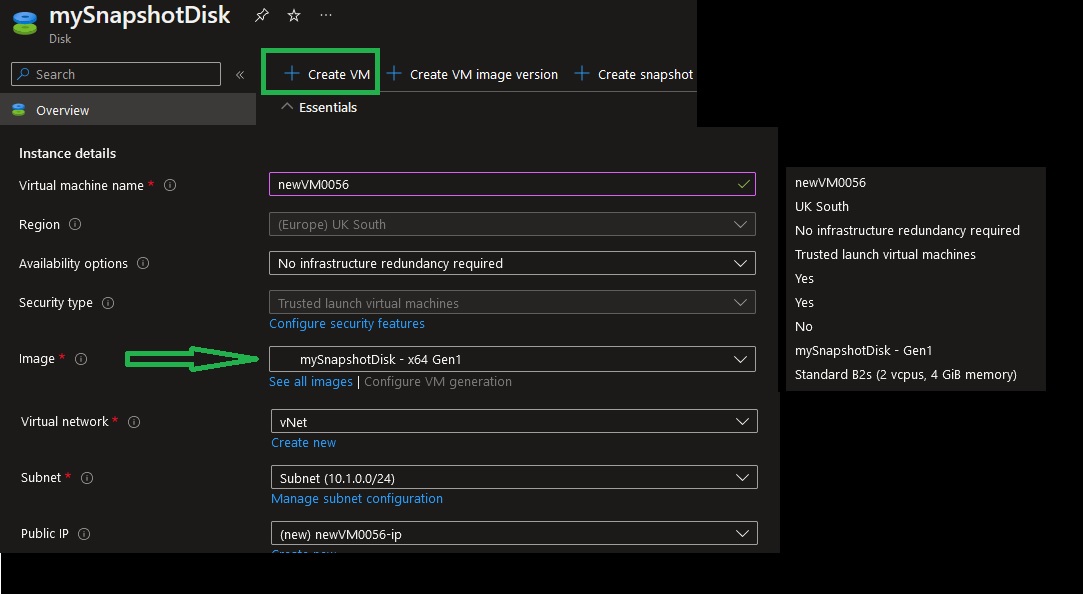 mySnapshotDisk
Disk
Search
Create VM
Create VM image version
Create snapshot
Overview
Essentials
Instance details
Virtual machine name *
newVM0056
Region
(Europe) UK South
Availability options
No infrastructure redundancy required
Security type
Trusted launch virtual machines
Configure security features
Image *
mySnapshotDisk - x64 Gen1
See all images | Configure VM generation
Virtual network *
vNet
Create new
Subnet *
Subnet (10.1.0.0/24)
Manage subnet configuration
Public IP
(new) newVM0056-ip
Create new
newVM0056
UK South
No infrastructure redundancy required
Trusted launch virtual machines
Yes
Yes
No
mySnapshotDisk - Gen1
Standard B2s (2 vcpus, 4 GiB memory)